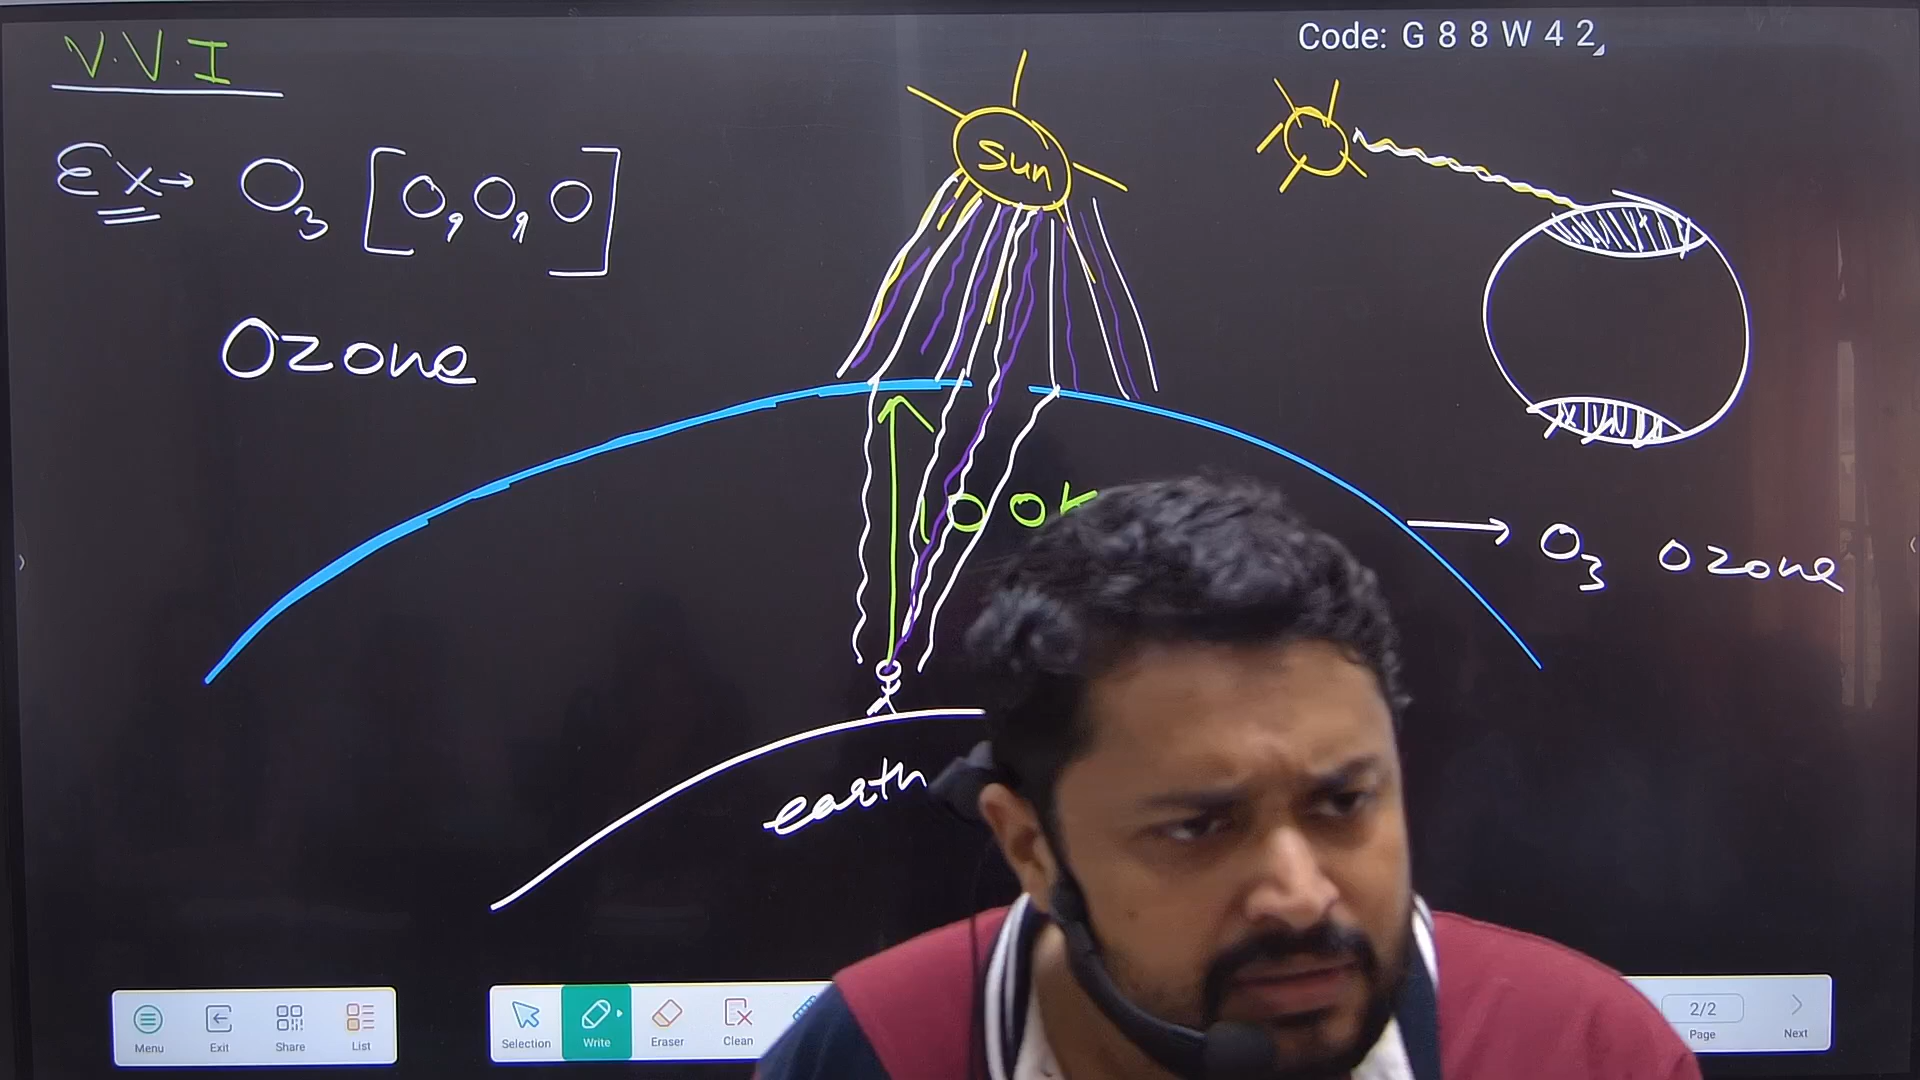 V.V.I
Code: G 8 8 W 4 2
Ex→ O3 [O, O, O]
Ozone
sun
100K
→ O3 Ozone
earth
Menu
Exit
Share
List
Selection
Write
Eraser
Clean
2/2
Page
Next